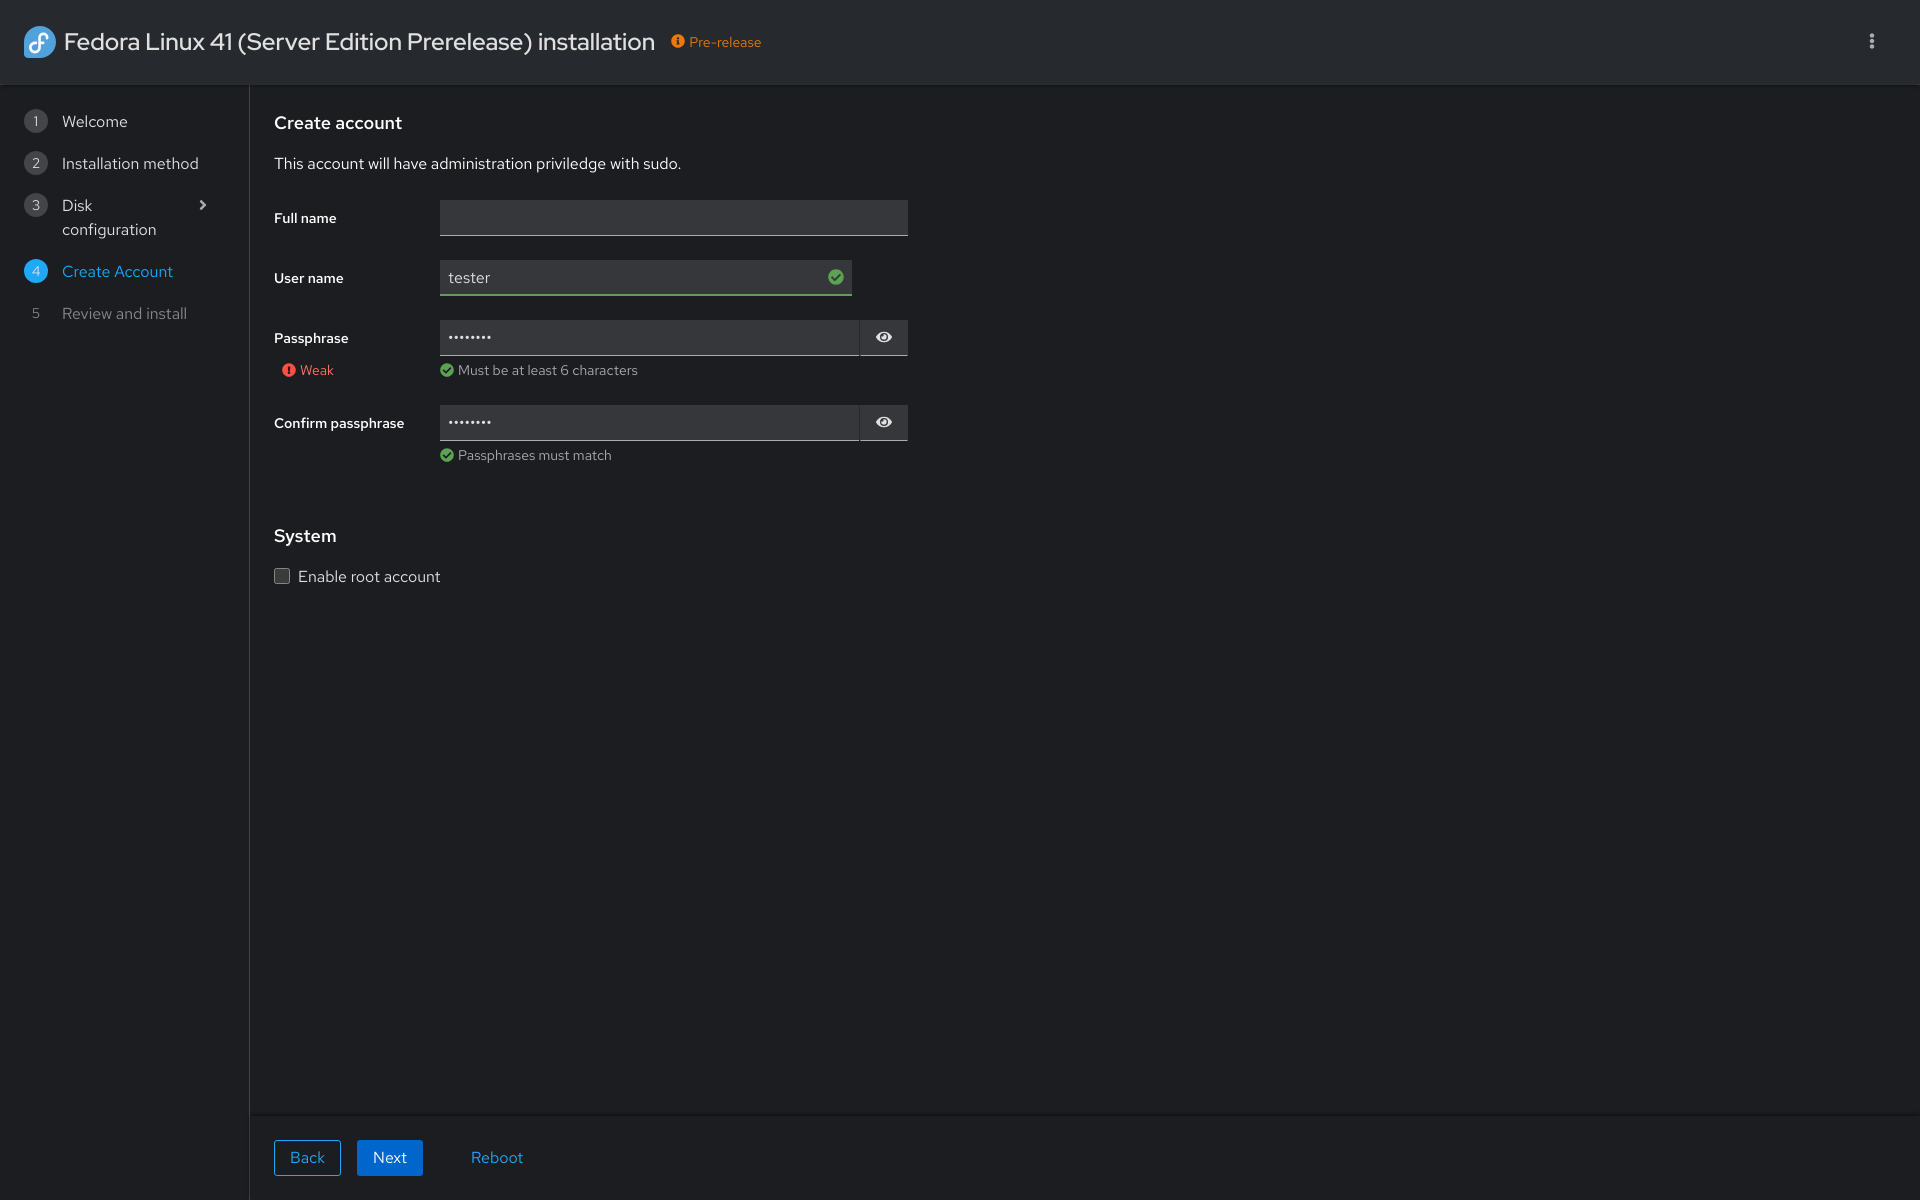 Fedora Linux 41 (Server Edition Prerelease) installation
Pre-release
1 Welcome
2 Installation method
3 Disk
configuration
4 Create Account
5 Review and install
Create account
This account will have administration priviledge with sudo.
Full name
User name
tester
Passphrase
••••••••
Weak
Must be at least 6 characters
Confirm passphrase
••••••••
Passphrases must match
System
Enable root account
Back
Next
Reboot